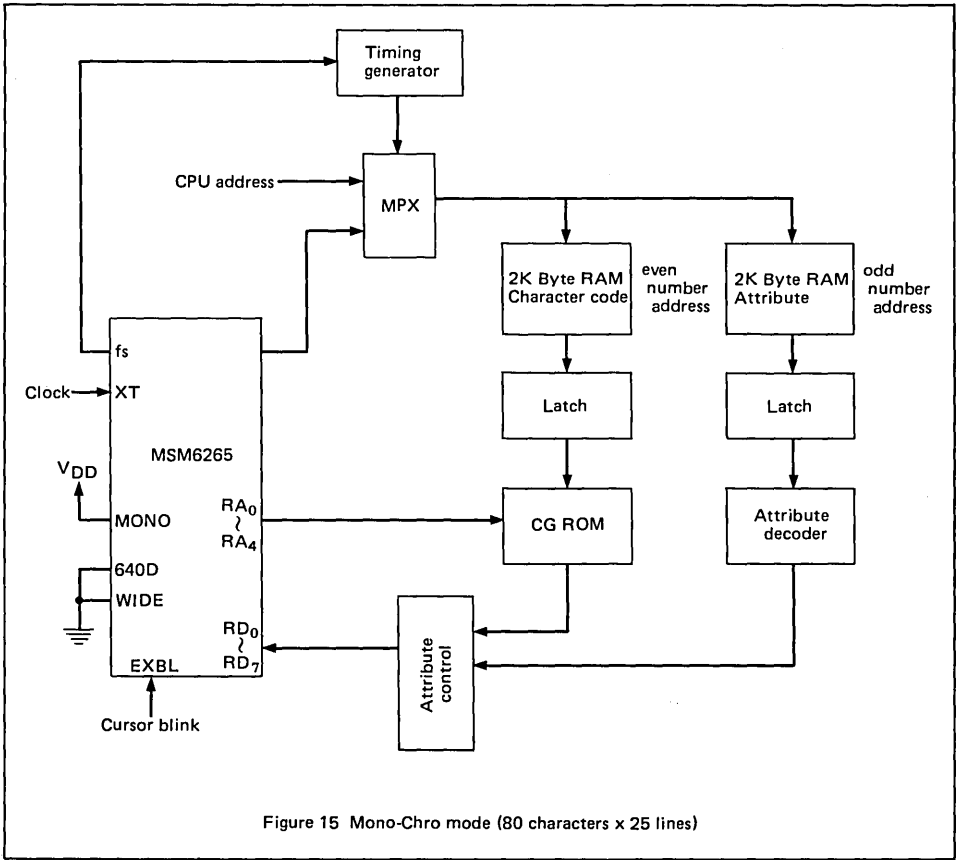 Timing
generator
CPU address
MPX
2K Byte RAM
Character code
even
number
address
2K Byte RAM
Attribute
odd
number
address
fs
Clock
XT
Latch
Latch
MSM6265
VDD
MONO
RA0
~
RA4
CG ROM
Attribute
decoder
640D
WIDE
RD0
~
RD7
EXBL
Attribute
control
Cursor blink
Figure 15 Mono-Chro mode (80 characters x 25 lines)